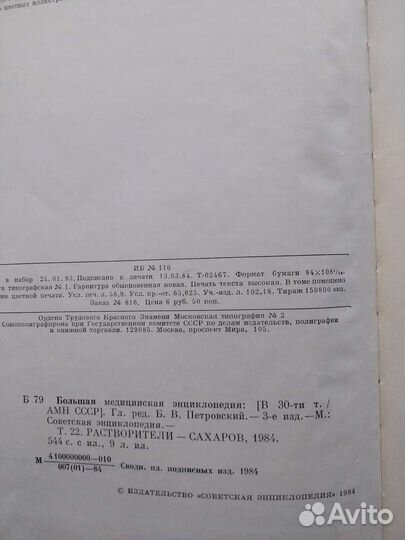 цветных иллюстра
ИБ № 110
в набор 24.01.83. Подписано к печати 13.03.84. Т-02467. Формат бумаги 84×108¹/₁₆.
типографская № 1. Гарнитура обыкновенная новая. Печать текста высокая. В томе помещено
цветной печати. Усл. печ. л. 58,9. Усл. кр.-от. 65,625. Уч.-изд. л. 102,18. Тираж 150800 экз.
Заказ № 816. Цена 6 руб. 50 коп.
Ордена Трудового Красного Знамени Московская типография № 2
Союзполиграфпрома при Государственном комитете СССР по делам издательств, полиграфии
и книжной торговли. 129085. Москва, проспект Мира, 105.
Б 79 Большая медицинская энциклопедия: [В 30-ти т./
АМН СССР]. Гл. ред. Б. В. Петровский.— 3-е изд.— М.:
Советская энциклопедия.—
Т. 22. РАСТВОРИТЕЛИ — САХАРОВ, 1984.
544 с. с ил., 9 л. ил.
М 4100000000—010
007(01)—84 Сводн. пл. подписных изд. 1984
© ИЗДАТЕЛЬСТВО «СОВЕТСКАЯ ЭНЦИКЛОПЕДИЯ» 1984
Avito